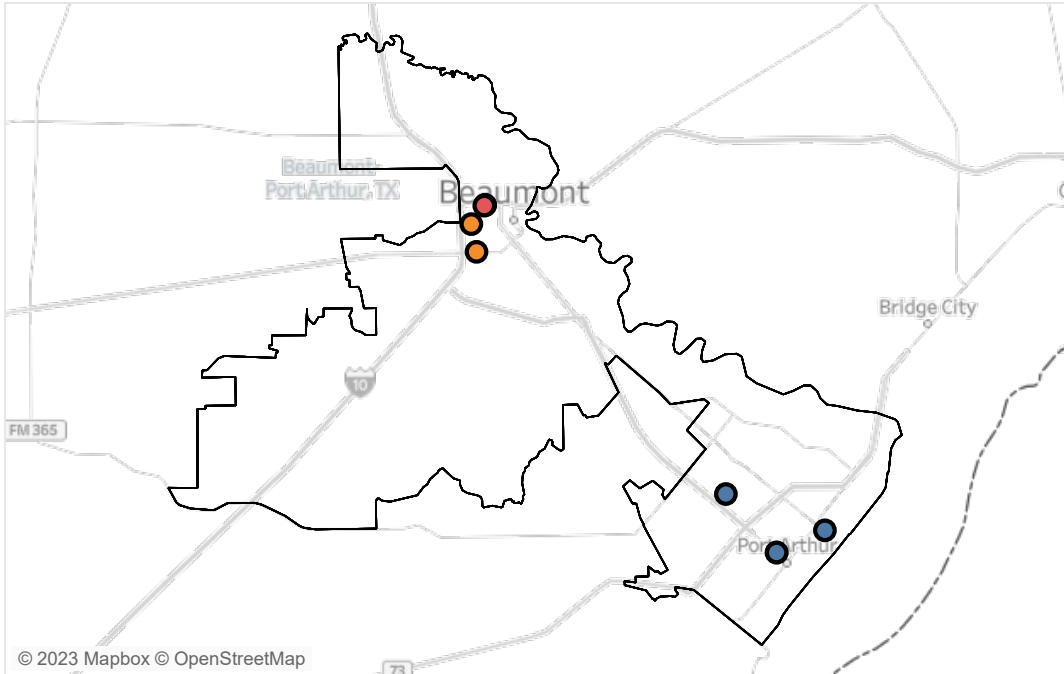 Beaumont-
Port Arthur, TX
Beaumont
Bridge City
10
FM 365
Port Arthur
© 2023 Mapbox © OpenStreetMap
73